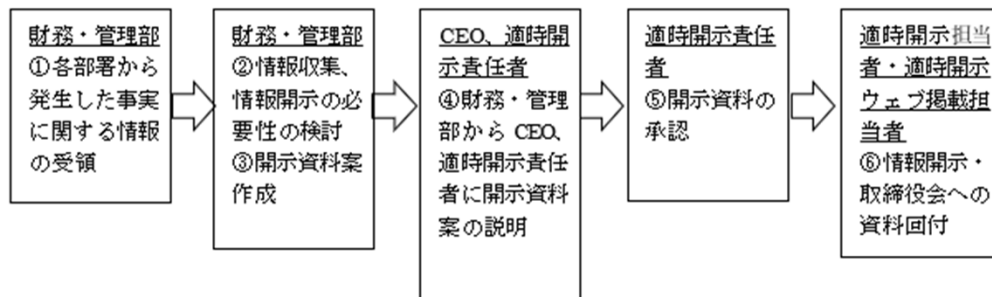 財務・管理部
①各部署から
発生した事実
に関する情報
の受領
財務・管理部
②情報収集、
情報開示の必
要性の検討
③開示資料案
作成
CEO、適時開
示責任者
④財務・管理
部から CEO、
適時開示責任
者に開示資料
案の説明
適時開示責任
者
⑤開示資料の
承認
適時開示担当
者・適時開示
ウェブ掲載担
当者
⑥情報開示・
取締役会への
資料回付